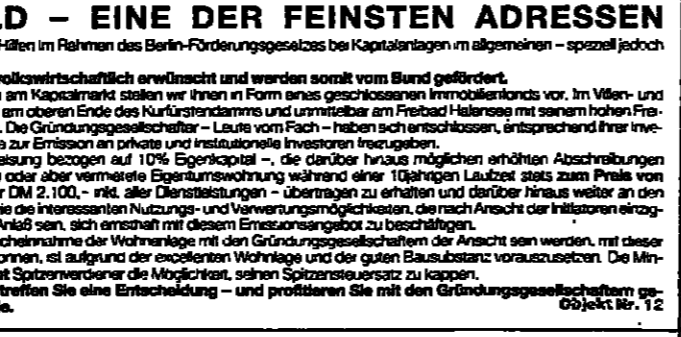 LD – EINE DER FEINSTEN ADRESSEN
Hilfen im Rahmen des Berlin-Förderungsgesetzes bei Kapitalanlagen im allgemeinen – speziell jedoch
volkswirtschaftlich erwünscht und werden somit vom Bund gefördert.
am Kapitalmarkt stellen wir Ihnen in Form eines geschlossenen Immobilienfonds vor. Im Villen- und
am oberen Ende des Kurfürstendamms und unmittelbar am Freibad Halensee mit seinem hohen Frei-
. Die Gründungsgesellschafter – Leute vom Fach – haben sich entschlossen, entsprechend ihrer Inve-
zur Emission an private und institutionelle Investoren freizugeben.
eisung bezogen auf 10% Eigenkapital –, die darüber hinaus möglichen erhöhten Abschreibungen
oder aber vermietete Eigentumswohnung während einer 10jährigen Laufzeit stets zum Preis von
r DM 2.100,- inkl. aller Dienstleistungen – übertragen zu erhalten und darüber hinaus weiter an den
ie die interessanten Nutzungs- und Verwertungsmöglichkeiten, die nach Ansicht der Initiatoren einzig-
Anlaß sein, sich ernsthaft mit diesem Emissionsangebot zu beschäftigen.
cheinnahme der Wohnanlage mit den Gründungsgesellschaftern der Ansicht sein werden, mit dieser
onnen, ist aufgrund der excellenten Wohnlage und der guten Bausubstanz vorauszusetzen. Die Min-
at Spitzenverdiener die Möglichkeit, seinen Spitzensteuersatz zu kappen.
treffen Sie eine Entscheidung – und profitieren Sie mit den Gründungsgesellschaftern ge-
e. Objekt Nr. 12